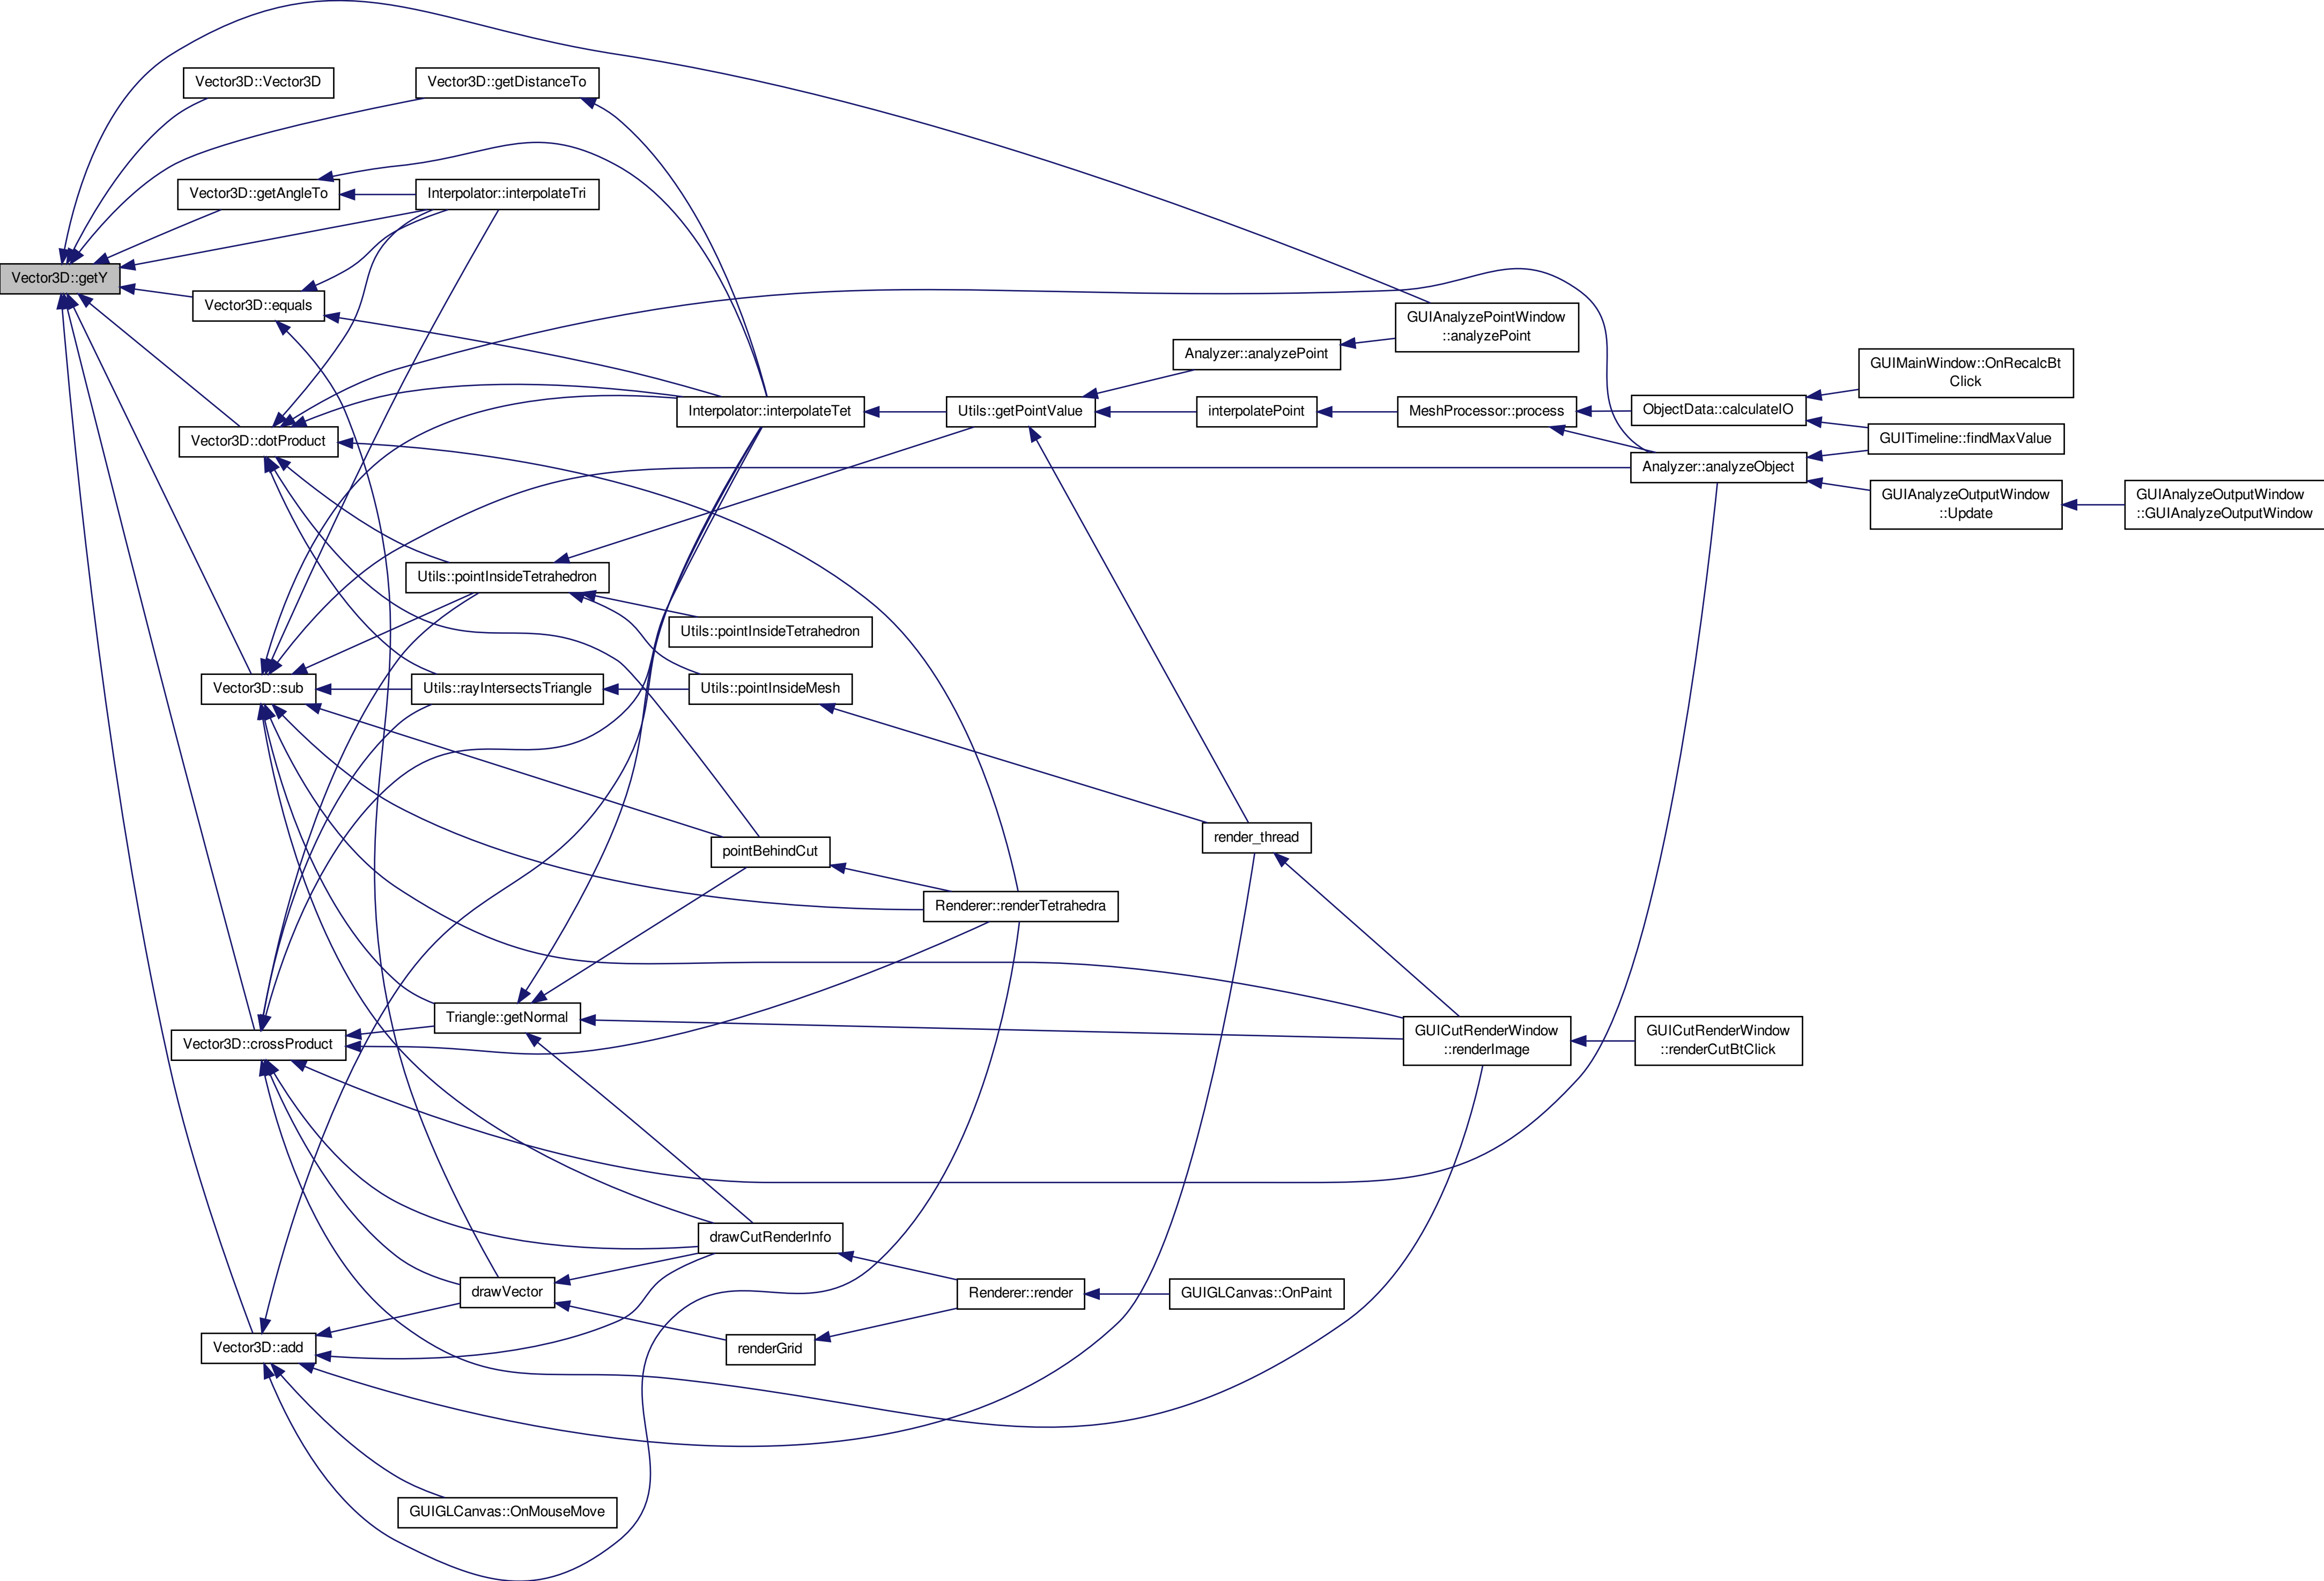 Vector3D::getY
Vector3D::Vector3D
Vector3D::getDistanceTo
Vector3D::getAngleTo
Interpolator::interpolateTri
Vector3D::equals
GUIAnalyzePointWindow
::analyzePoint
Analyzer::analyzePoint
GUIMainWindow::OnRecalcBt
Click
Vector3D::dotProduct
Interpolator::interpolateTet
Utils::getPointValue
interpolatePoint
MeshProcessor::process
ObjectData::calculateIO
GUITimeline::findMaxValue
Analyzer::analyzeObject
GUIAnalyzeOutputWindow
::Update
GUIAnalyzeOutputWindow
::GUIAnalyzeOutputWindow
Utils::pointInsideTetrahedron
Utils::pointInsideTetrahedron
Vector3D::sub
Utils::rayIntersectsTriangle
Utils::pointInsideMesh
pointBehindCut
render_thread
Renderer::renderTetrahedra
Triangle::getNormal
Vector3D::crossProduct
GUICutRenderWindow
::renderImage
GUICutRenderWindow
::renderCutBtClick
drawCutRenderInfo
drawVector
Renderer::render
GUIGLCanvas::OnPaint
Vector3D::add
renderGrid
GUIGLCanvas::OnMouseMove